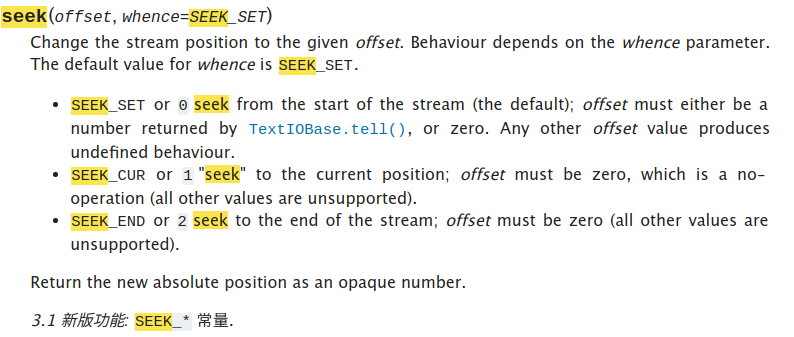 seek(offset, whence=SEEK_SET)
Change the stream position to the given offset. Behaviour depends on the whence parameter.
The default value for whence is SEEK_SET.
• SEEK_SET or 0 seek from the start of the stream (the default); offset must either be a
number returned by TextIOBase.tell(), or zero. Any other offset value produces
undefined behaviour.
• SEEK_CUR or 1 "seek" to the current position; offset must be zero, which is a no-
operation (all other values are unsupported).
• SEEK_END or 2 seek to the end of the stream; offset must be zero (all other values are
unsupported).
Return the new absolute position as an opaque number.
3.1 新版功能: SEEK_* 常量.